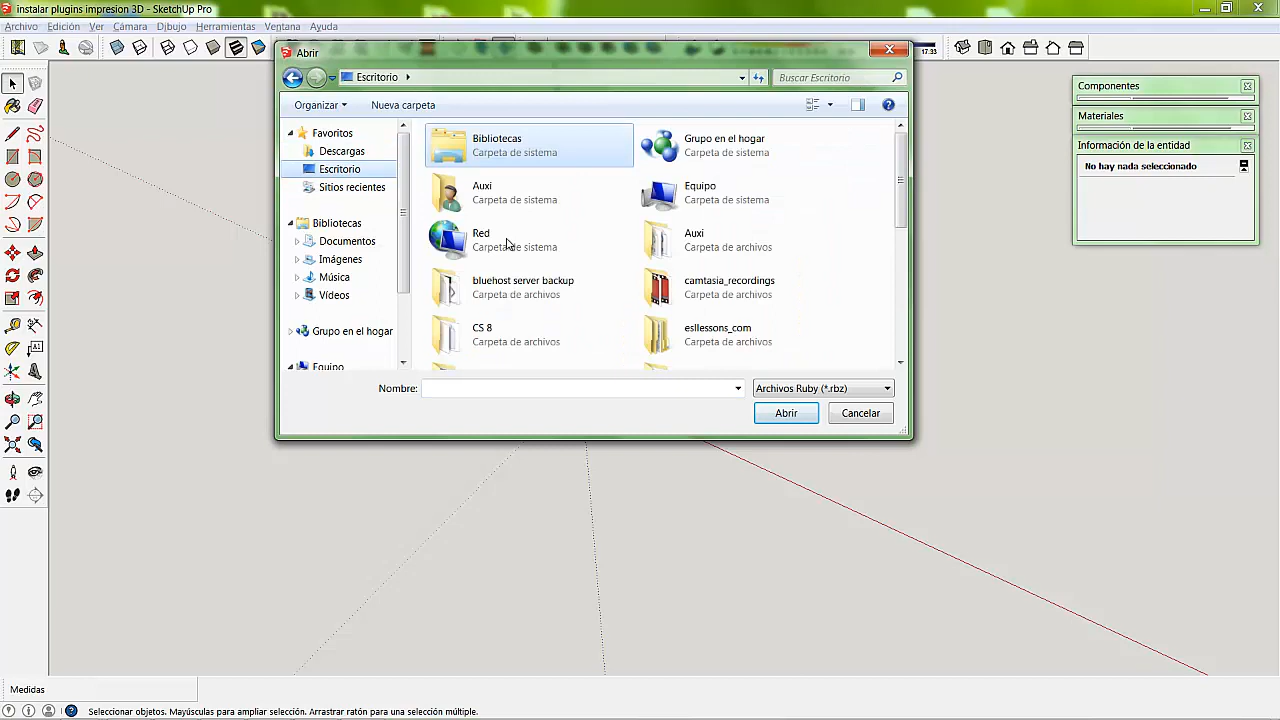 instalar plugins impresion 3D - SketchUp Pro
Archivo Edición Ver Cámara Dibujo Herramientas Ventana Ayuda
17.33
Abrir
Escritorio
Buscar Escritorio
Organizar
Nueva carpeta
Favoritos
Descargas
Escritorio
Sitios recientes
Bibliotecas
Documentos
Imágenes
Música
Vídeos
Grupo en el hogar
Equipo
Bibliotecas
Carpeta de sistema
Grupo en el hogar
Carpeta de sistema
Auxi
Carpeta de sistema
Equipo
Carpeta de sistema
Red
Carpeta de sistema
Auxi
Carpeta de archivos
bluehost server backup
Carpeta de archivos
camtasia_recordings
Carpeta de archivos
CS 8
Carpeta de archivos
esllessons_com
Carpeta de archivos
Nombre:
Archivos Ruby (*.rbz)
Abrir
Cancelar
Componentes
Materiales
Información de la entidad
No hay nada seleccionado
Medidas
Seleccionar objetos. Mayúsculas para ampliar selección. Arrastrar ratón para una selección múltiple.